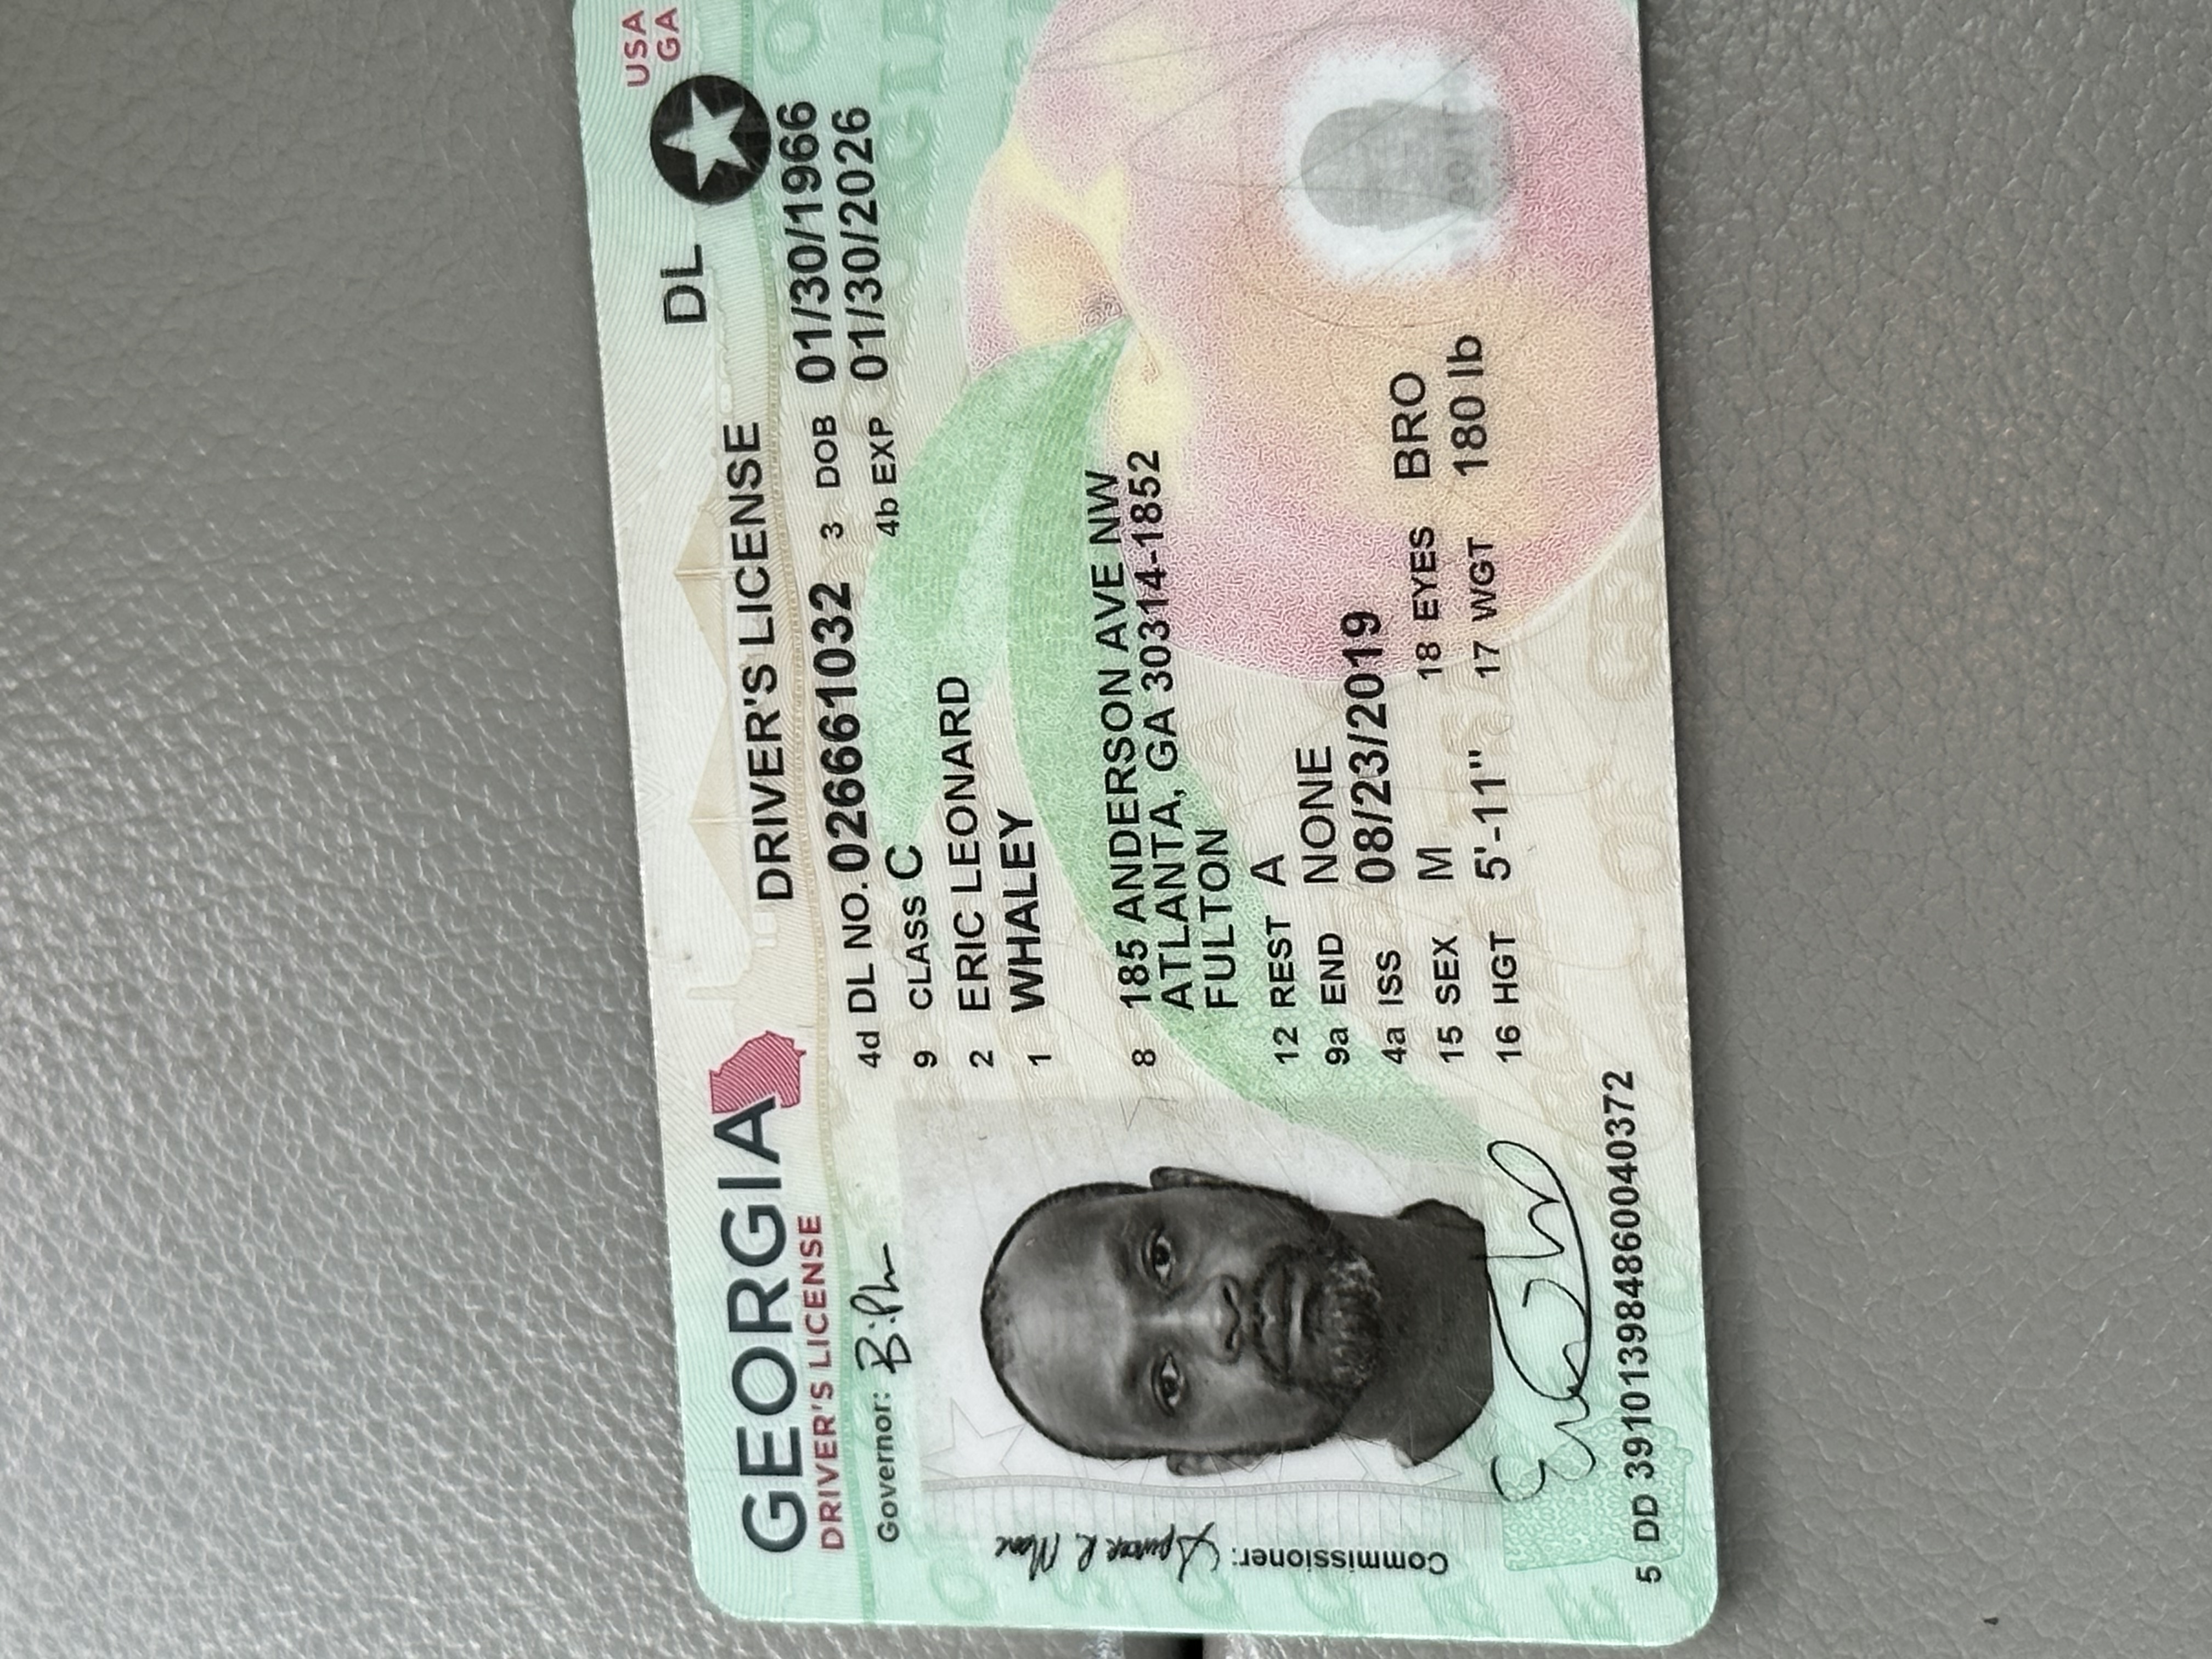 GEORGIA
DRIVER'S LICENSE
DRIVER'S LICENSE
DL
USA
GA
Governor:
Commissioner:
4d DL NO. 026661032
3 DOB 01/30/1966
9 CLASS C
4b EXP 01/30/2026
2 ERIC LEONARD
1 WHALEY
8 185 ANDERSON AVE NW
ATLANTA, GA 30314-1852
FULTON
12 REST A
9a END NONE
4a ISS 08/23/2019
15 SEX M
18 EYES BRO
16 HGT 5'-11"
17 WGT 180 lb
5 DD 391013984860040372